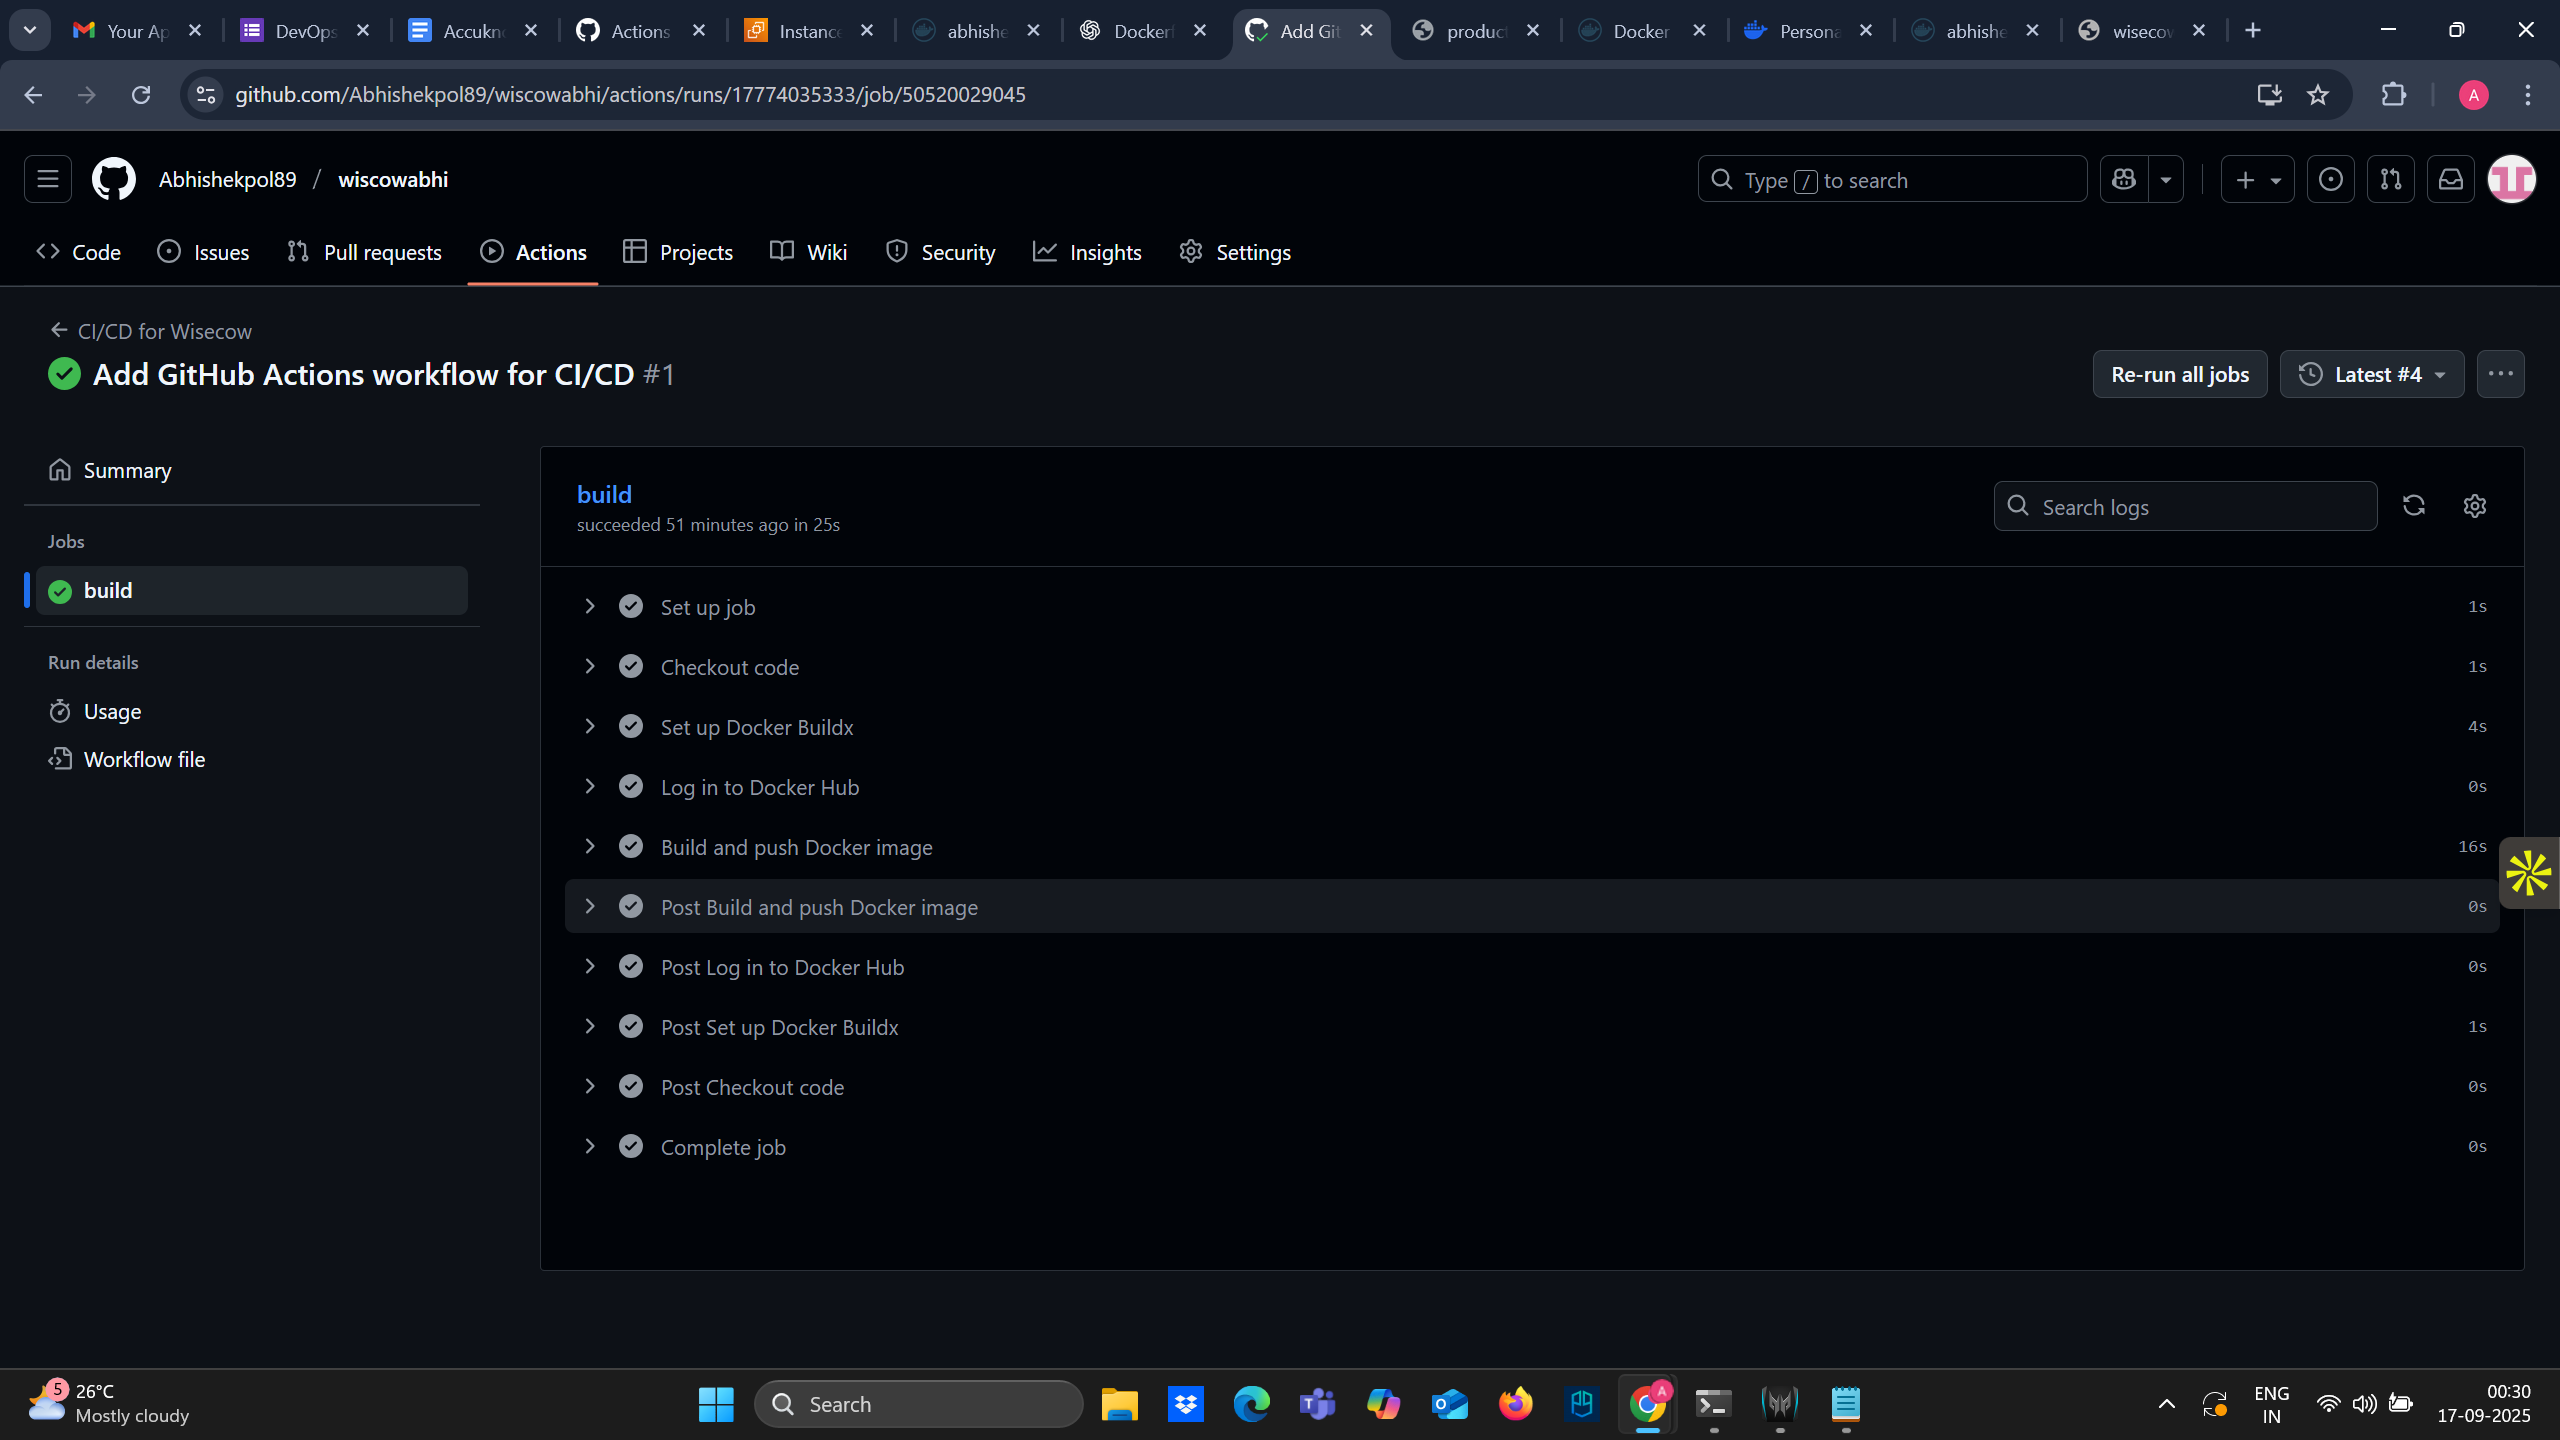 Your Ap
DevOps
Accukno
Actions
Instance
abhishe
Dockerf
Add Git
product
Docker
Persona
abhishe
wisecow
github.com/Abhishekpol89/wiscowabhi/actions/runs/17774035333/job/50520029045
A
Abhishekpol89 / wiscowabhi
Type / to search
Code
Issues
Pull requests
Actions
Projects
Wiki
Security
Insights
Settings
CI/CD for Wisecow
Add GitHub Actions workflow for CI/CD #1
Re-run all jobs
Latest #4
Summary
Jobs
build
Run details
Usage
Workflow file
build
succeeded 51 minutes ago in 25s
Search logs
Set up job 1s
Checkout code 1s
Set up Docker Buildx 4s
Log in to Docker Hub 0s
Build and push Docker image 16s
Post Build and push Docker image 0s
Post Log in to Docker Hub 0s
Post Set up Docker Buildx 1s
Post Checkout code 0s
Complete job 0s
5
26°C
Mostly cloudy
Search
A
ENG
IN
00:30
17-09-2025